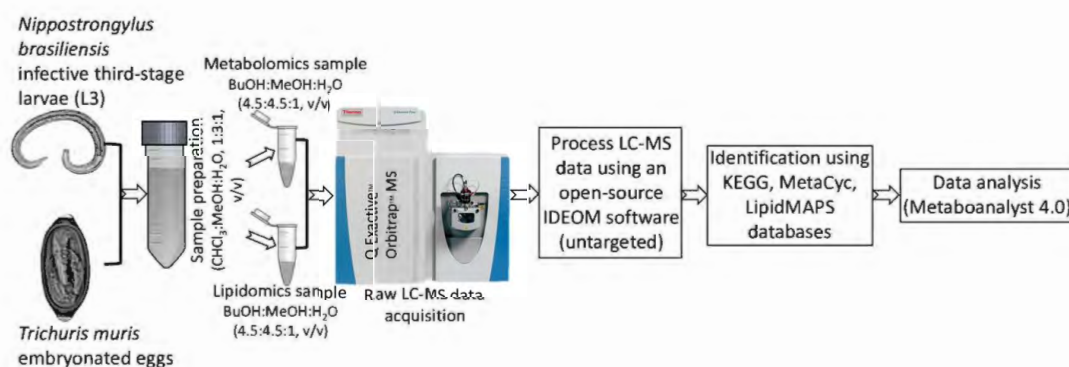 Nippostrongylus
brasiliensis
infective third-stage
larvae (L3)
Trichuris muris
embryonated eggs
Sample preparation
(CHCl3:MeOH:H2O, 1:3:1,
v/v)
Metabolomics sample
BuOH:MeOH:H2O
(4.5:4.5:1, v/v)
Lipidomics sample
BuOH:MeOH:H2O
(4.5:4.5:1, v/v)
Q Exactive™
Orbitrap™ MS
Raw LC-MS data
acquisition
Process LC-MS
data using an
open-source
IDEOM software
(untargeted)
Identification using
KEGG, MetaCyc,
LipidMAPS
databases
Data analysis
(Metaboanalyst 4.0)